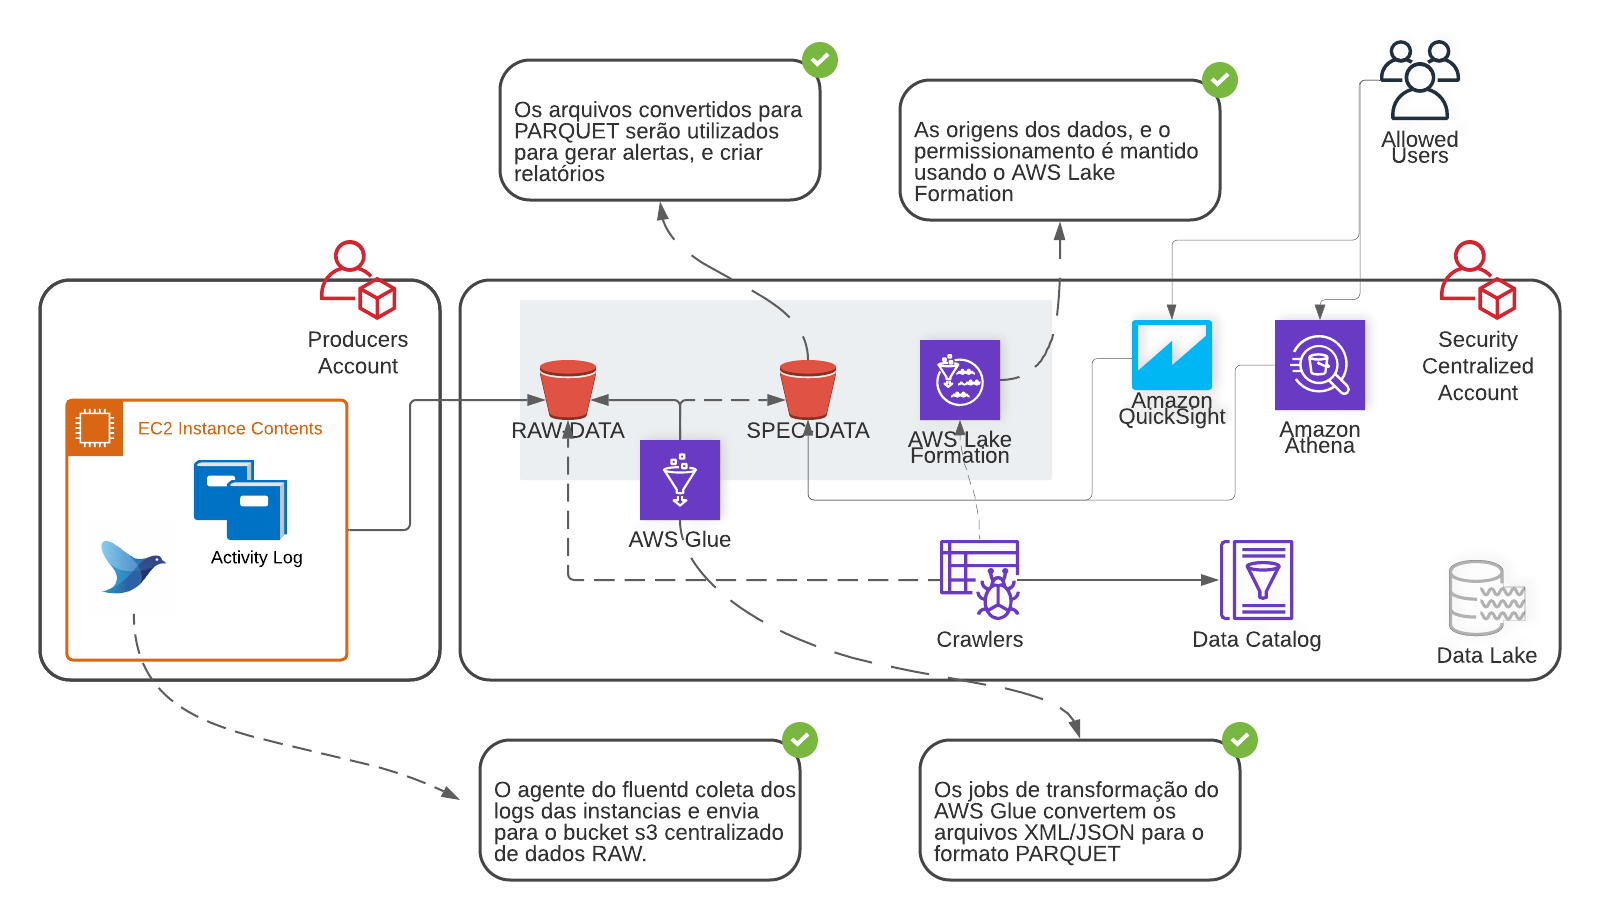 Os arquivos convertidos para
PARQUET serão utilizados
para gerar alertas, e criar
relatórios
As origens dos dados, e o
permissionamento é mantido
usando o AWS Lake
Formation
Allowed
Users
Producers
Account
Security
Centralized
Account
EC2 Instance Contents
Activity Log
RAW DATA
SPEC DATA
AWS Lake
Formation
Amazon
QuickSight
Amazon
Athena
AWS Glue
Crawlers
Data Catalog
Data Lake
O agente do fluentd coleta dos
logs das instancias e envia
para o bucket s3 centralizado
de dados RAW.
Os jobs de transformação do
AWS Glue convertem os
arquivos XML/JSON para o
formato PARQUET